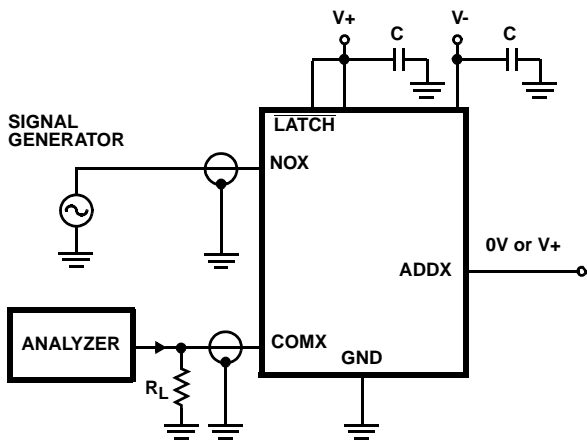 V+
C
V-
C
LATCH
SIGNAL
GENERATOR
NOX
0V or V+
ADDX
ANALYZER
COMX
GND
RL